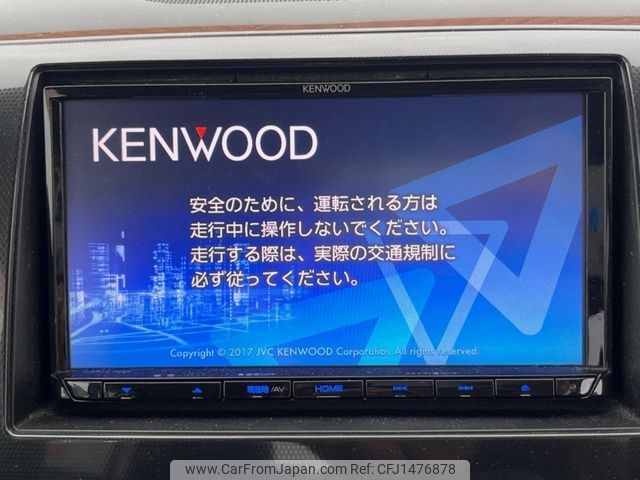 KENWOOD
KENWOOD
安全のために、運転される方は
走行中に操作しないでください。
走行する際は、実際の交通規制に
必ず従ってください。
Copyright © 2017 JVC KENWOOD Corporation All rights reserved.
現在地/AV HOME
www.CarFromJapan.com @ CFJ1476878